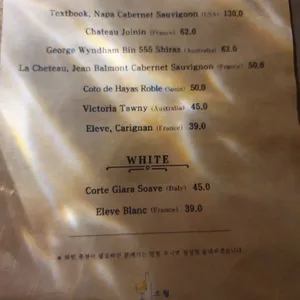 Textbook, Napa Cabernet Sauvignon (USA) 130.0
Chateau Joinin (France) 62.0
George Wyndham Bin 555 Shiraz (Australia) 63.0
La Cheteau, Jean Balmont Cabernet Sauvignon (France) 50.0
Coto de Hayas Roble (Spain) 50.0
Victoria Tawny (Australia) 45.0
Eleve, Carignan (France) 39.0
WHITE
Corte Giara Soave (Italy) 45.0
Eleve Blanc (France) 39.0